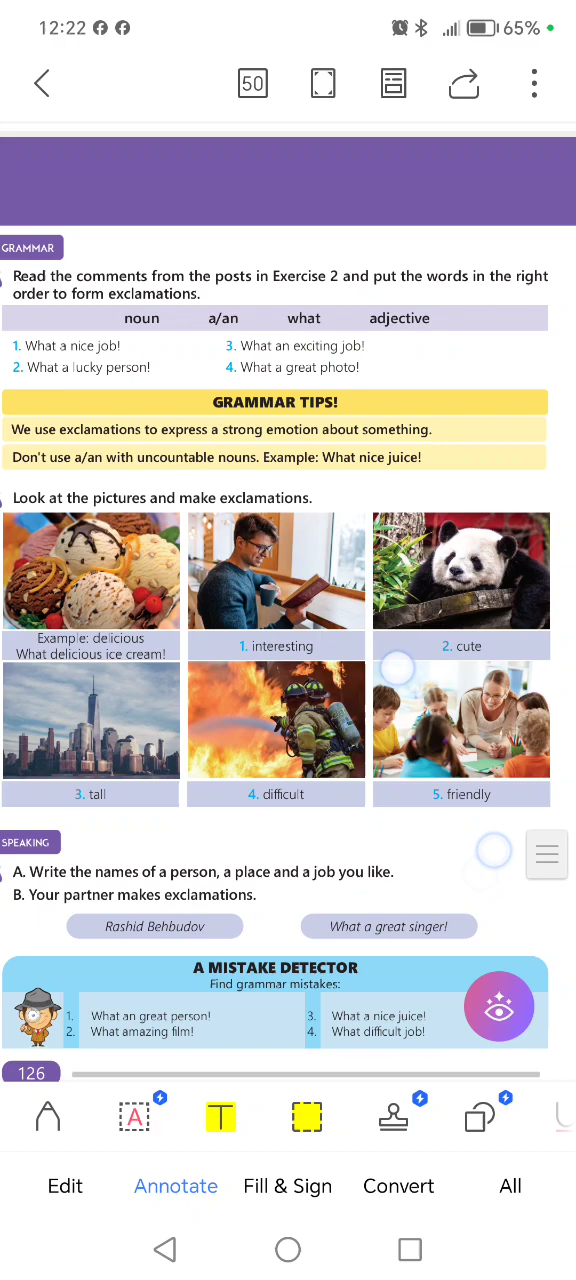 12:22
65%
50
GRAMMAR
Read the comments from the posts in Exercise 2 and put the words in the right
order to form exclamations.
noun a/an what adjective
1. What a nice job! 3. What an exciting job!
2. What a lucky person! 4. What a great photo!
GRAMMAR TIPS!
We use exclamations to express a strong emotion about something.
Don't use a/an with uncountable nouns. Example: What nice juice!
Look at the pictures and make exclamations.
Example: delicious
What delicious ice cream!
1. interesting
2. cute
3. tall
4. difficult
5. friendly
SPEAKING
A. Write the names of a person, a place and a job you like.
B. Your partner makes exclamations.
Rashid Behbudov What a great singer!
A MISTAKE DETECTOR
Find grammar mistakes:
1. What an great person! 3. What a nice juice!
2. What amazing film! 4. What difficult job!
126
A T
Edit Annotate Fill & Sign Convert All